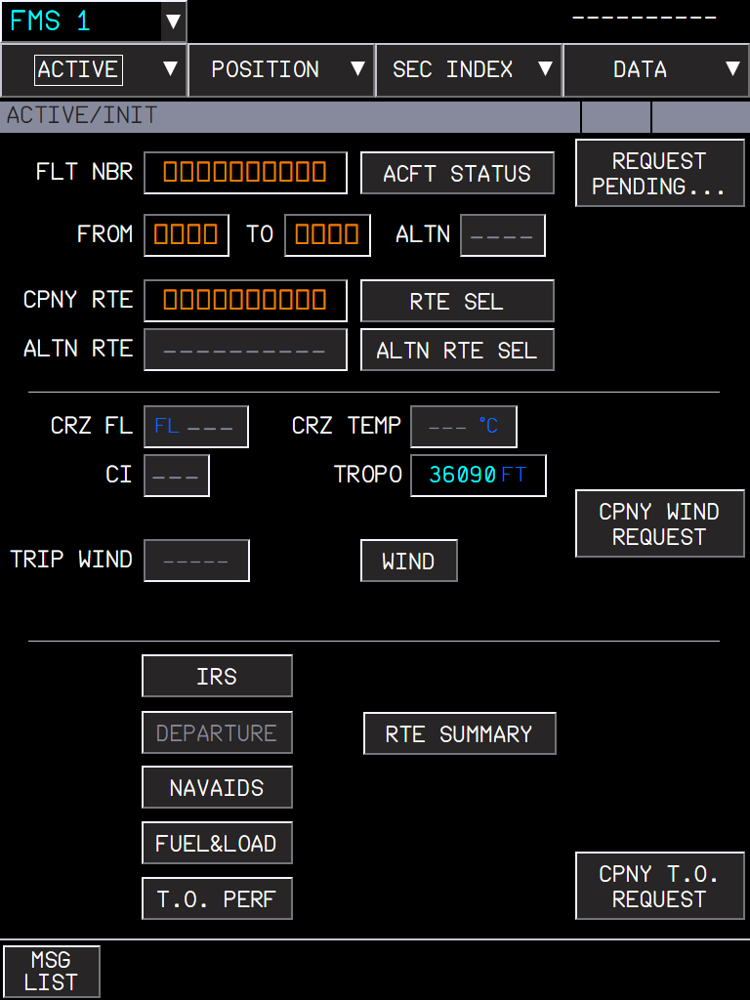 FMS 1 ▼ ----------
ACTIVE ▼ POSITION ▼ SEC INDEX ▼ DATA ▼
ACTIVE/INIT
FLT NBR ▯▯▯▯▯▯▯▯▯▯ ACFT STATUS
REQUEST
PENDING...
FROM ▯▯▯▯ TO ▯▯▯▯ ALTN ----
CPNY RTE ▯▯▯▯▯▯▯▯▯▯ RTE SEL
ALTN RTE ---------- ALTN RTE SEL
CRZ FL FL --- CRZ TEMP --- °C
CI --- TROPO 36090 FT
CPNY WIND
REQUEST
TRIP WIND ----- WIND
IRS
DEPARTURE RTE SUMMARY
NAVAIDS
FUEL&LOAD
T.O. PERF
CPNY T.O.
REQUEST
MSG
LIST